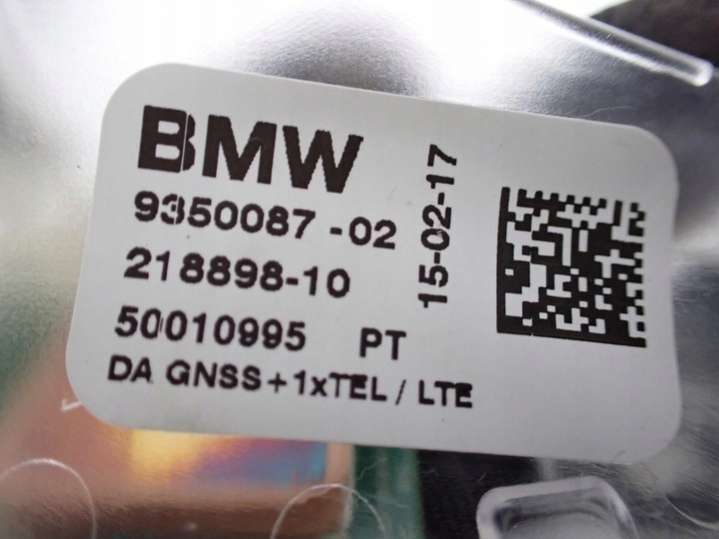 BMW
9350087-02
218898-10
50010995 PT
DA GNSS+1xTEL / LTE
15-02-17